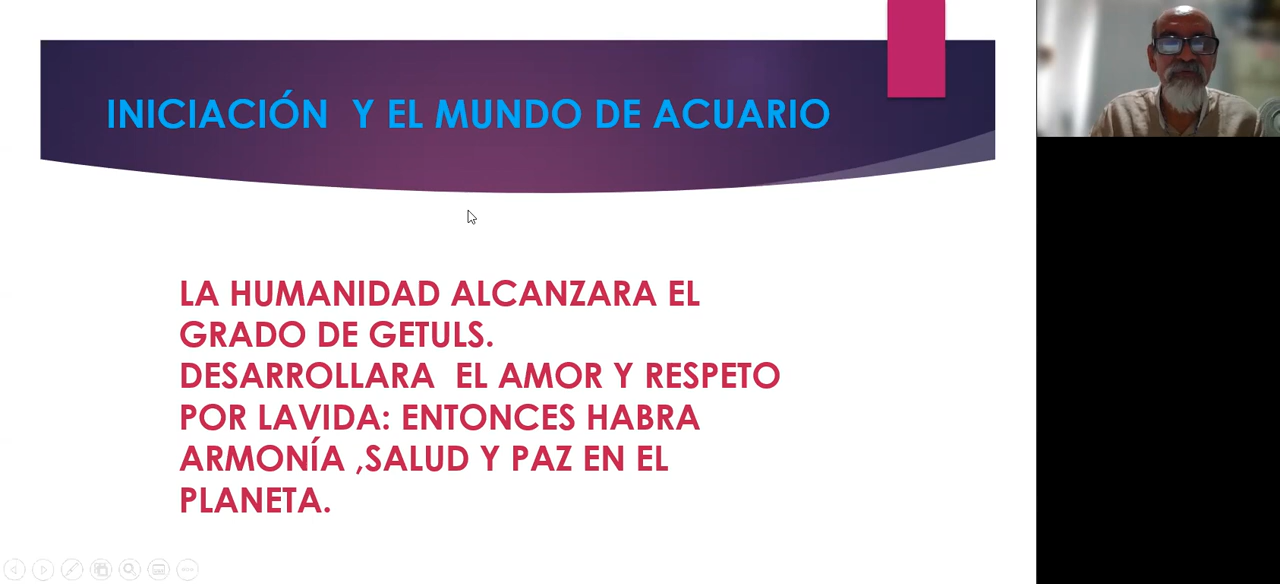 INICIACIÓN  Y EL MUNDO DE ACUARIO
LA HUMANIDAD ALCANZARA EL
GRADO DE GETULS.
DESARROLLARA  EL AMOR Y RESPETO
POR LAVIDA: ENTONCES HABRA
ARMONÍA ,SALUD Y PAZ EN EL
PLANETA.